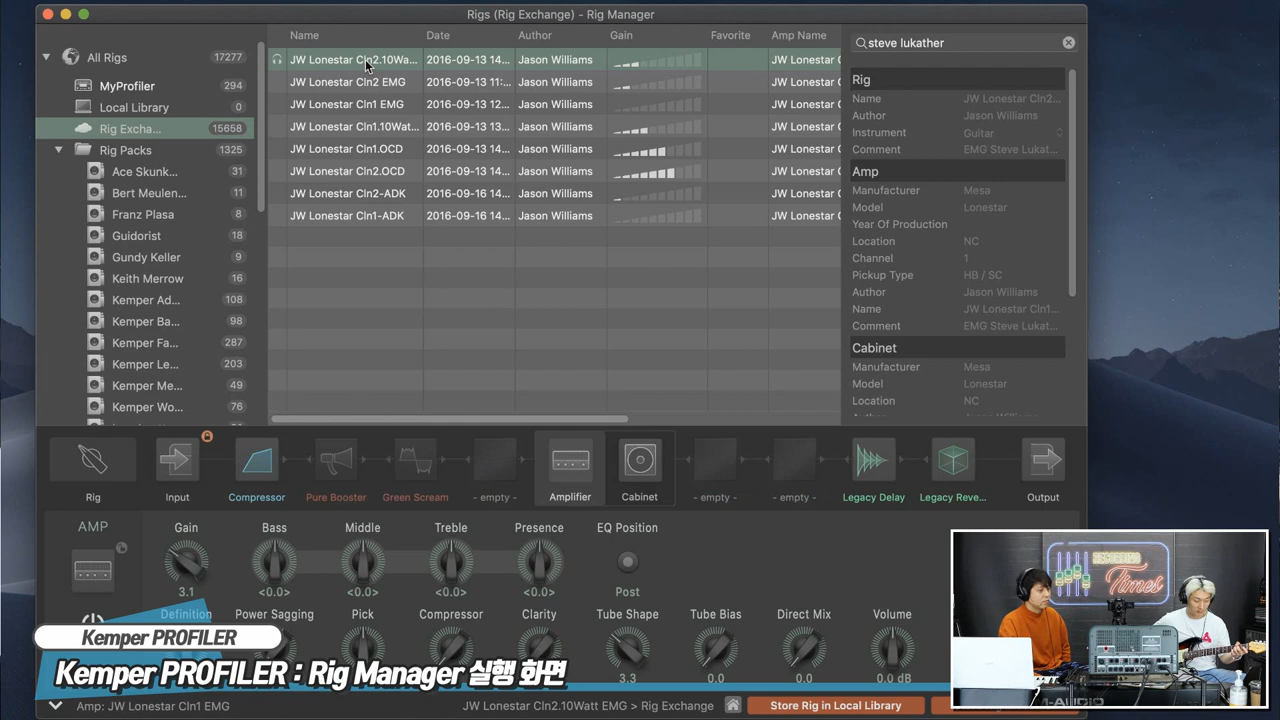 Rigs (Rig Exchange) - Rig Manager
Name Date Author Gain Favorite Amp Name
steve lukather
All Rigs 17277
MyProfiler 294
Local Library 0
Rig Excha... 15658
Rig Packs 1325
Ace Skunk... 31
Bert Meulen... 11
Franz Plasa 8
Guidorist 18
Gundy Keller 9
Keith Merrow 16
Kemper Ad... 108
Kemper Ba... 98
Kemper Fa... 287
Kemper Le... 203
Kemper Me... 49
Kemper Wo... 76
JW Lonestar Cln2.10Wa... 2016-09-13 14... Jason Williams JW Lonestar C
JW Lonestar Cln2 EMG 2016-09-13 11:... Jason Williams JW Lonestar C
JW Lonestar Cln1 EMG 2016-09-13 12... Jason Williams JW Lonestar C
JW Lonestar Cln1.10Wat... 2016-09-13 13... Jason Williams JW Lonestar C
JW Lonestar Cln1.OCD 2016-09-13 14... Jason Williams JW Lonestar C
JW Lonestar Cln2.OCD 2016-09-13 14... Jason Williams JW Lonestar C
JW Lonestar Cln2-ADK 2016-09-16 14... Jason Williams JW Lonestar C
JW Lonestar Cln1-ADK 2016-09-16 14... Jason Williams JW Lonestar C
Rig
Name JW Lonestar Cln2...
Author Jason Williams
Instrument Guitar
Comment EMG Steve Lukat...
Amp
Manufacturer Mesa
Model Lonestar
Year Of Production
Location NC
Channel 1
Pickup Type HB / SC
Author Jason Williams
Name JW Lonestar Cln1...
Comment EMG Steve Lukat...
Cabinet
Manufacturer Mesa
Model Lonestar
Location NC
Rig Input Compressor Pure Booster Green Scream - empty - Amplifier Cabinet - empty - - empty - Legacy Delay Legacy Reve... Output
AMP Gain Bass Middle Treble Presence EQ Position
3.1 <0.0> <0.0> <0.0> <0.0> Post
Definition Power Sagging Pick Compressor Clarity Tube Shape Tube Bias Direct Mix Volume
3.3 0.0 0.0 0.0 dB
Kemper PROFILER
Kemper PROFILER : Rig Manager 실행 화면
Amp: JW Lonestar Cln1 EMG JW Lonestar Cln2.10Watt EMG > Rig Exchange Store Rig in Local Library
RECORDING
Times
M-AUDIO